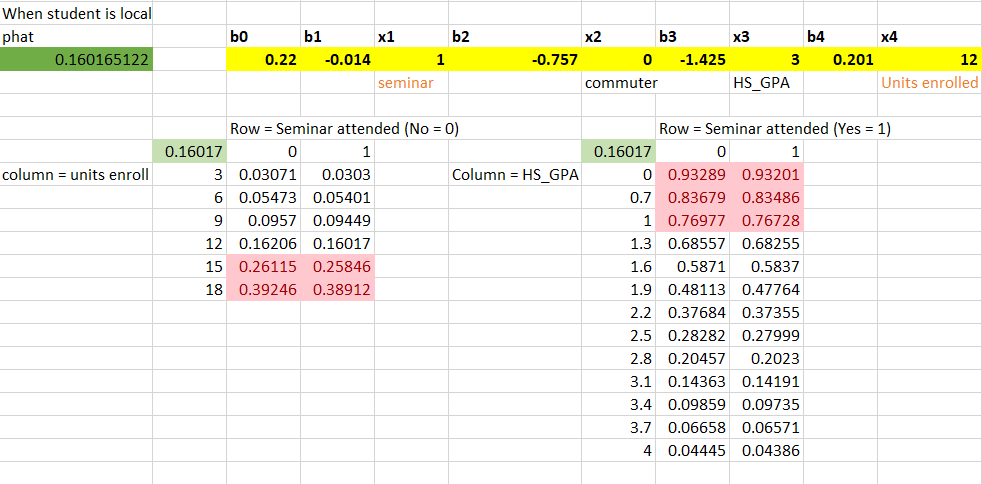 When student is local
phat b0 b1 x1 b2 x2 b3 x3 b4 x4
0.160165122 0.22 -0.014 1 -0.757 0 -1.425 3 0.201 12
seminar commuter HS_GPA Units enrolled
Row = Seminar attended (No = 0) Row = Seminar attended (Yes = 1)
0.16017 0 1 0.16017 0 1
column = units enroll 3 0.03071 0.0303 Column = HS_GPA 0 0.93289 0.93201
6 0.05473 0.05401 0.7 0.83679 0.83486
9 0.0957 0.09449 1 0.76977 0.76728
12 0.16206 0.16017 1.3 0.68557 0.68255
15 0.26115 0.25846 1.6 0.5871 0.5837
18 0.39246 0.38912 1.9 0.48113 0.47764
2.2 0.37684 0.37355
2.5 0.28282 0.27999
2.8 0.20457 0.2023
3.1 0.14363 0.14191
3.4 0.09859 0.09735
3.7 0.06658 0.06571
4 0.04445 0.04386